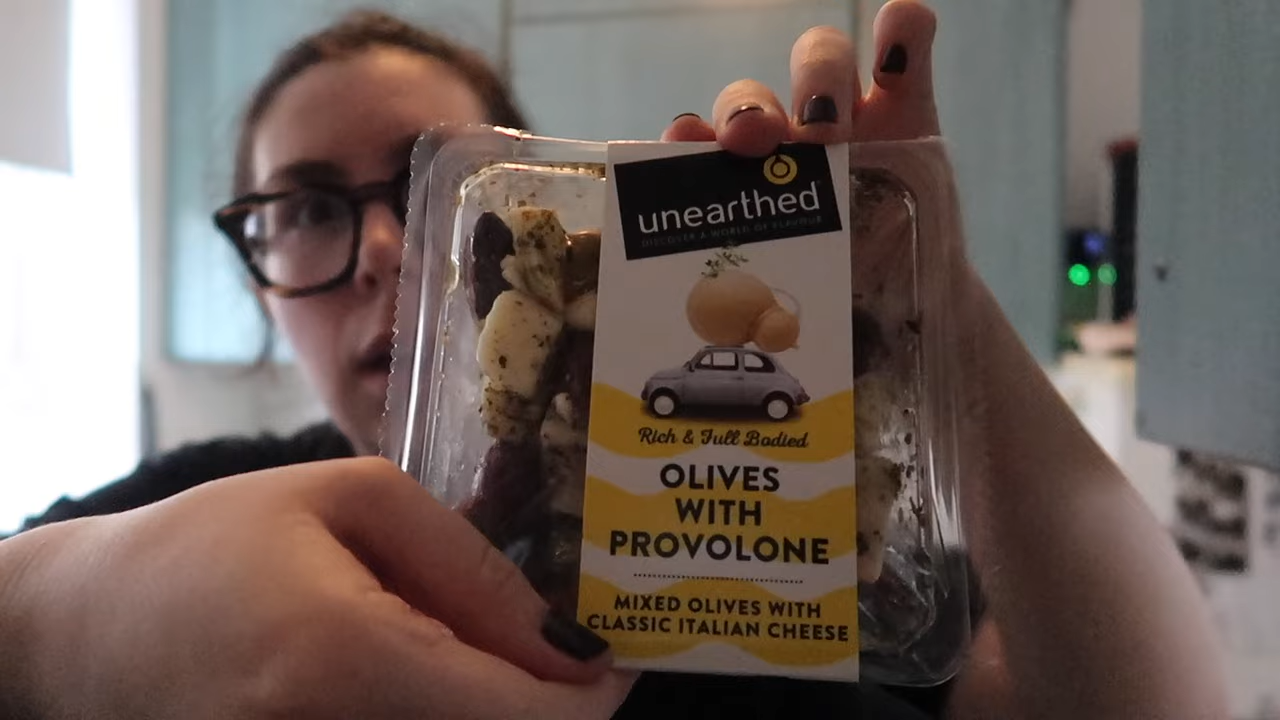 unearthed
DISCOVER A WORLD OF FLAVOUR
Rich & Full Bodied
OLIVES
WITH
PROVOLONE
MIXED OLIVES WITH
CLASSIC ITALIAN CHEESE